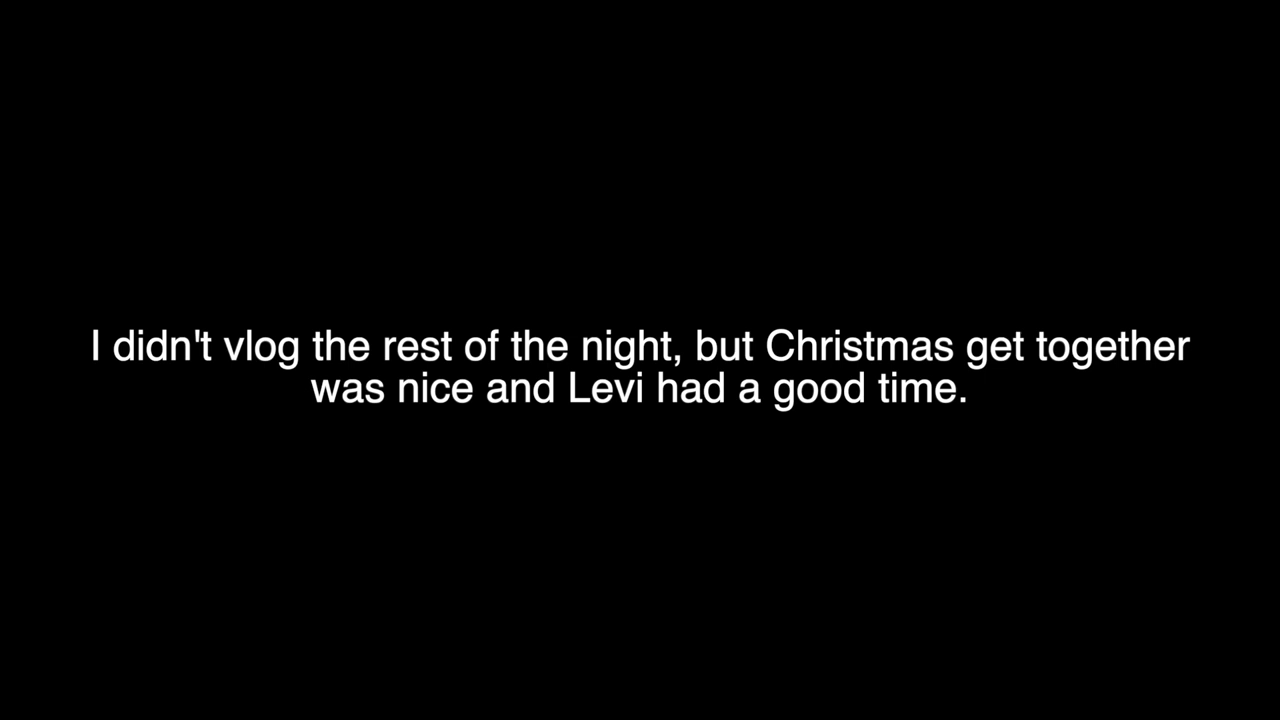 I didn't vlog the rest of the night, but Christmas get together
was nice and Levi had a good time.